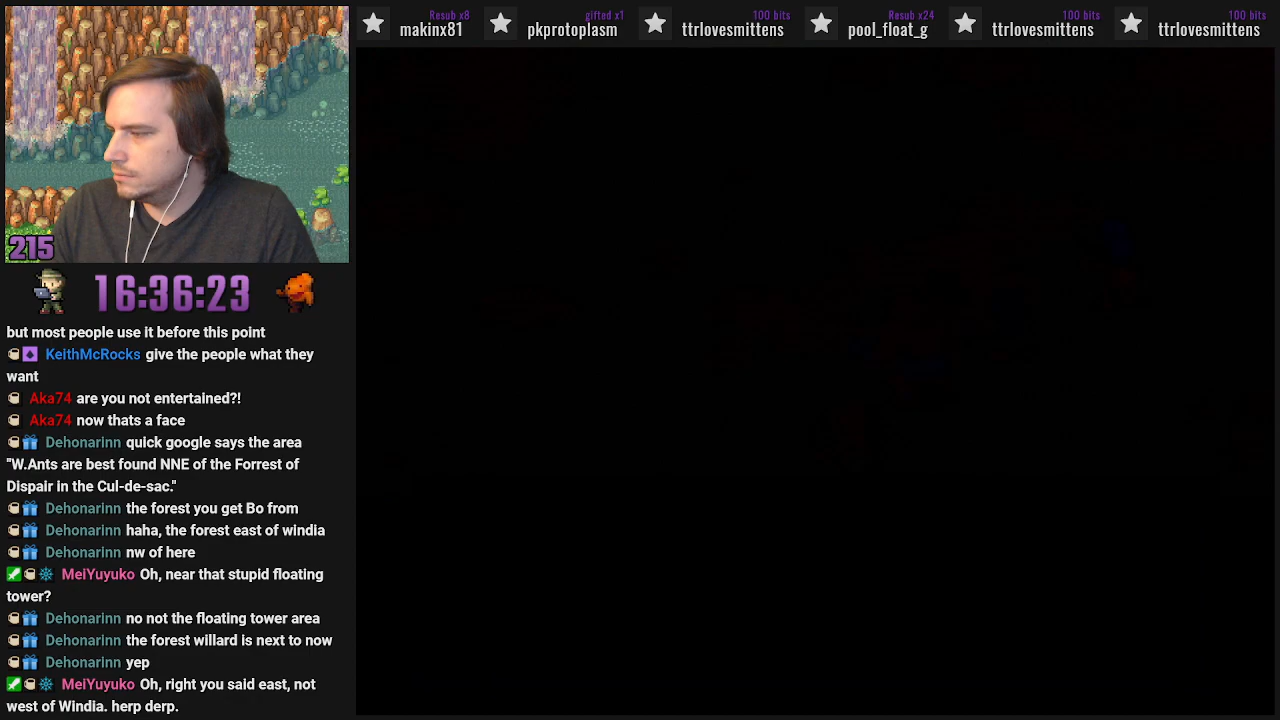 Resub x8
makinx81
gifted x1
pkprotoplasm
100 bits
ttrlovesmittens
Resub x24
pool_float_g
100 bits
ttrlovesmittens
100 bits
ttrlovesmittens
215
16:36:23
but most people use it before this point
KeithMcRocks give the people what they
want
Aka74 are you not entertained?!
Aka74 now thats a face
Dehonarinn quick google says the area
"W.Ants are best found NNE of the Forrest of
Dispair in the Cul-de-sac."
Dehonarinn the forest you get Bo from
Dehonarinn haha, the forest east of windia
Dehonarinn nw of here
MeiYuyuko Oh, near that stupid floating
tower?
Dehonarinn no not the floating tower area
Dehonarinn the forest willard is next to now
Dehonarinn yep
MeiYuyuko Oh, right you said east, not
west of Windia. herp derp.